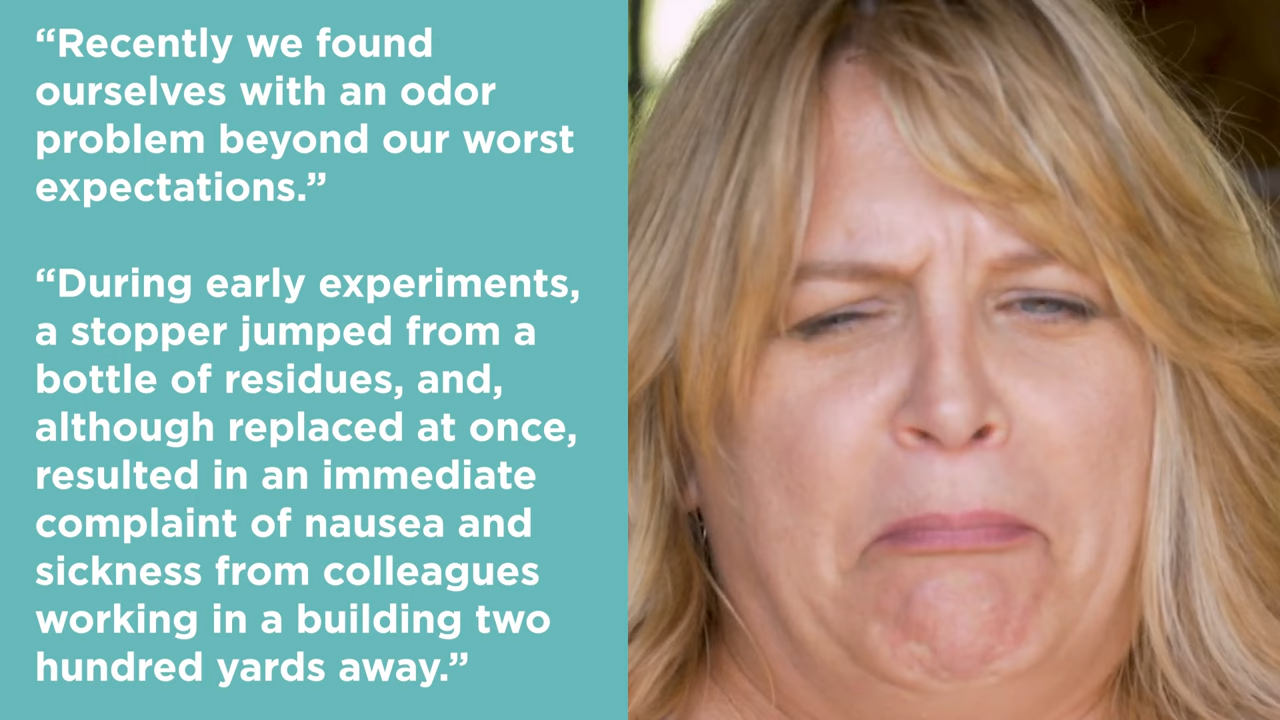 “Recently we found
ourselves with an odor
problem beyond our worst
expectations.”
“During early experiments,
a stopper jumped from a
bottle of residues, and,
although replaced at once,
resulted in an immediate
complaint of nausea and
sickness from colleagues
working in a building two
hundred yards away.”